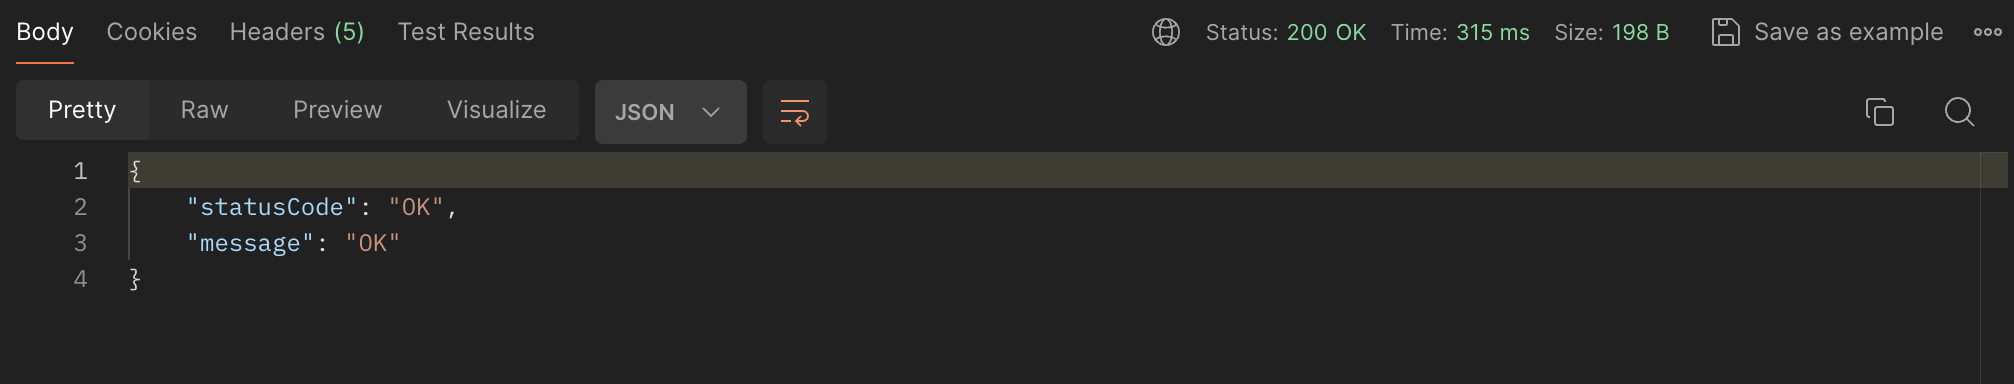 Body Cookies Headers (5) Test Results Status: 200 OK Time: 315 ms Size: 198 B Save as example
Pretty Raw Preview Visualize JSON
1 {
2 "statusCode": "OK",
3 "message": "OK"
4 }